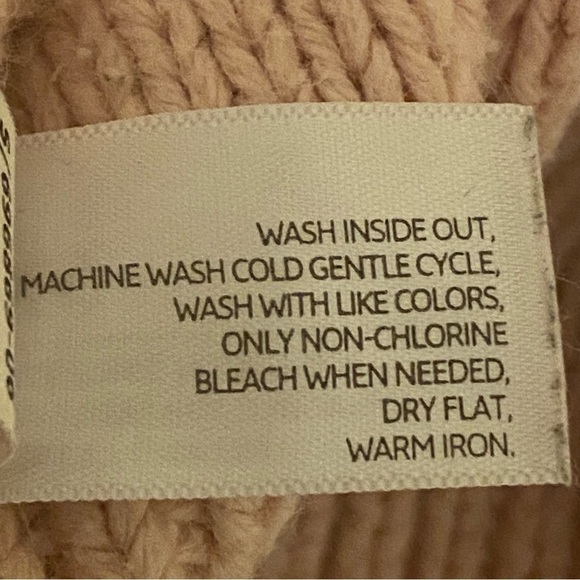 WASH INSIDE OUT,
MACHINE WASH COLD GENTLE CYCLE,
WASH WITH LIKE COLORS,
ONLY NON-CHLORINE
BLEACH WHEN NEEDED,
DRY FLAT,
WARM IRON.